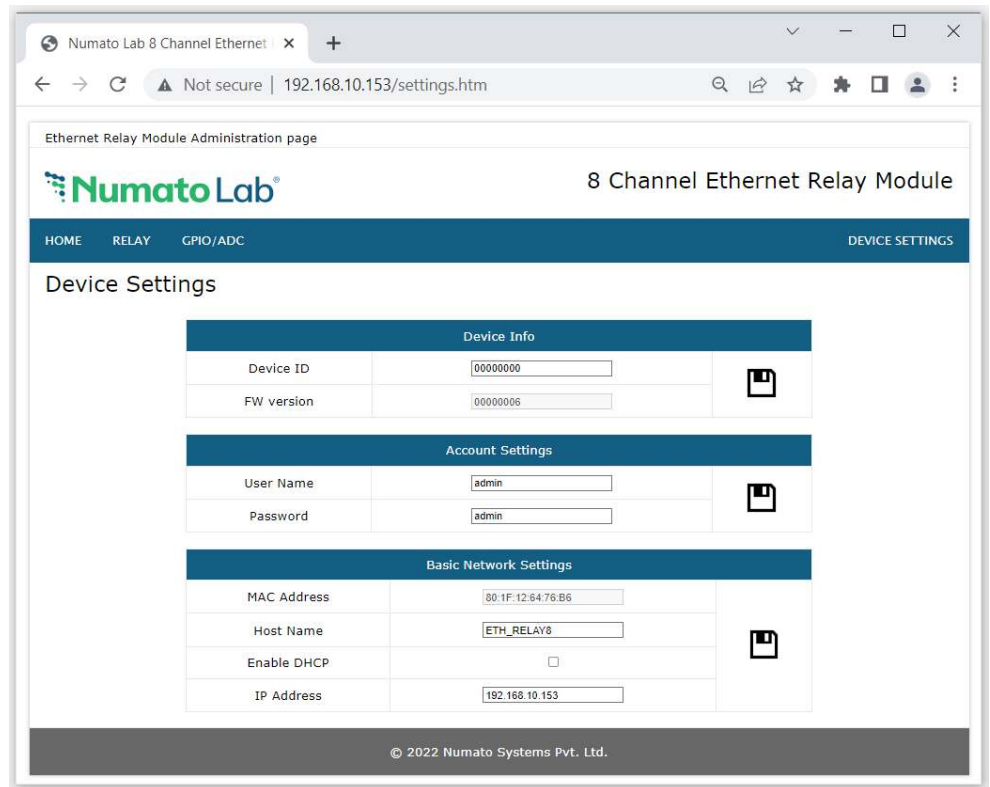 Numato Lab 8 Channel Ethernet
Not secure | 192.168.10.153/settings.htm
Ethernet Relay Module Administration page
Numato Lab®
8 Channel Ethernet Relay Module
HOME RELAY GPIO/ADC DEVICE SETTINGS
Device Settings
Device Info
Device ID 00000000
FW version 00000006
Account Settings
User Name admin
Password admin
Basic Network Settings
MAC Address 80:1F:12:64:76:B6
Host Name ETH_RELAY8
Enable DHCP
IP Address 192.168.10.153
© 2022 Numato Systems Pvt. Ltd.